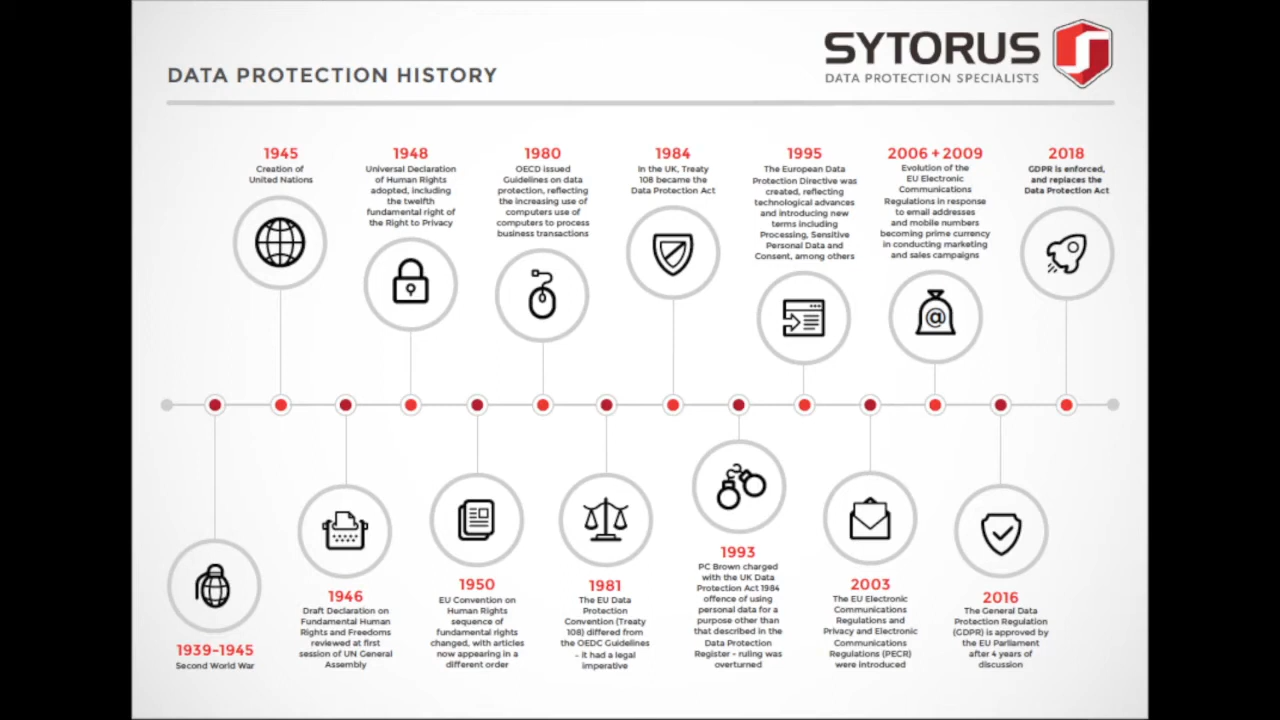 SYTORUS
DATA PROTECTION SPECIALISTS
DATA PROTECTION HISTORY
1945
Creation of
United Nations
1948
Universal Declaration
of Human Rights
adopted, including
the twelfth
fundamental right of
the Right to Privacy
1980
OECD issued
Guidelines on data
protection, reflecting
the increasing use of
computers use of
computers to process
business transactions
1984
In the UK, Treaty
108 became the
Data Protection Act
1995
The European Data
Protection Directive was
created, reflecting
technological advances
and introducing new
terms including
Processing, Sensitive
Personal Data and
Consent, among others
2006 + 2009
Evolution of the
EU Electronic
Communications
Regulations in response
to email addresses
and mobile numbers
becoming prime currency
in conducting marketing
and sales campaigns
2018
GDPR is enforced,
and replaces the
Data Protection Act
@
1939-1945
Second World War
1946
Draft Declaration on
Fundamental Human
Rights and Freedoms
reviewed at first
session of UN General
Assembly
1950
EU Convention on
Human Rights
sequence of
fundamental rights
changed, with articles
now appearing in a
different order
1981
The EU Data
Protection
Convention (Treaty
108) differed from
the OEDC Guidelines
- it had a legal
imperative
1993
PC Brown charged
with the UK Data
Protection Act 1984
offence of using
personal data for a
purpose other than
that described in the
Data Protection
Register - ruling was
overturned
2003
The EU Electronic
Communications
Regulations and
Privacy and Electronic
Communications
Regulations (PECR)
were introduced
2016
The General Data
Protection Regulation
(GDPR) is approved by
the EU Parliament
after 4 years of
discussion